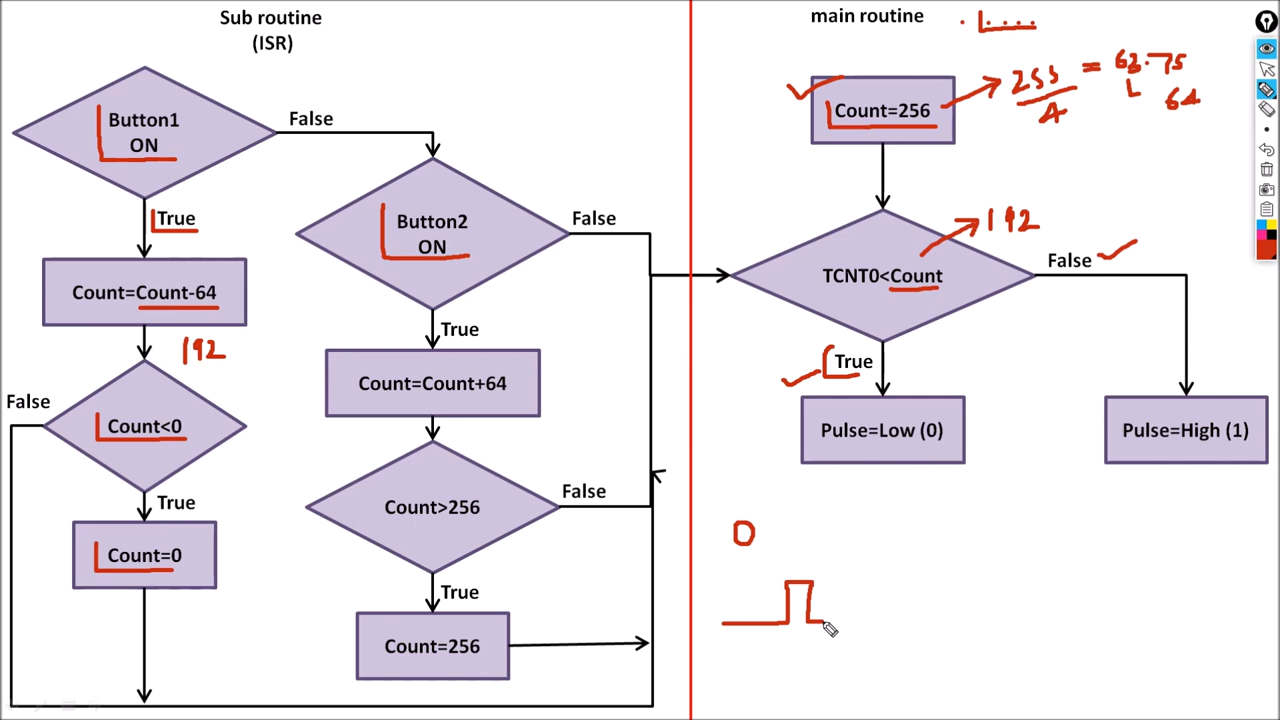 Sub routine
(ISR)
Button1
ON
False
True
Count=Count-64
192
False
Count<0
True
Count=0
Button2
ON
False
True
Count=Count+64
Count>256
False
True
Count=256
main routine
Count=256
255
4
= 63.75
64
192
TCNT0<Count
False
True
Pulse=Low (0)
Pulse=High (1)
0